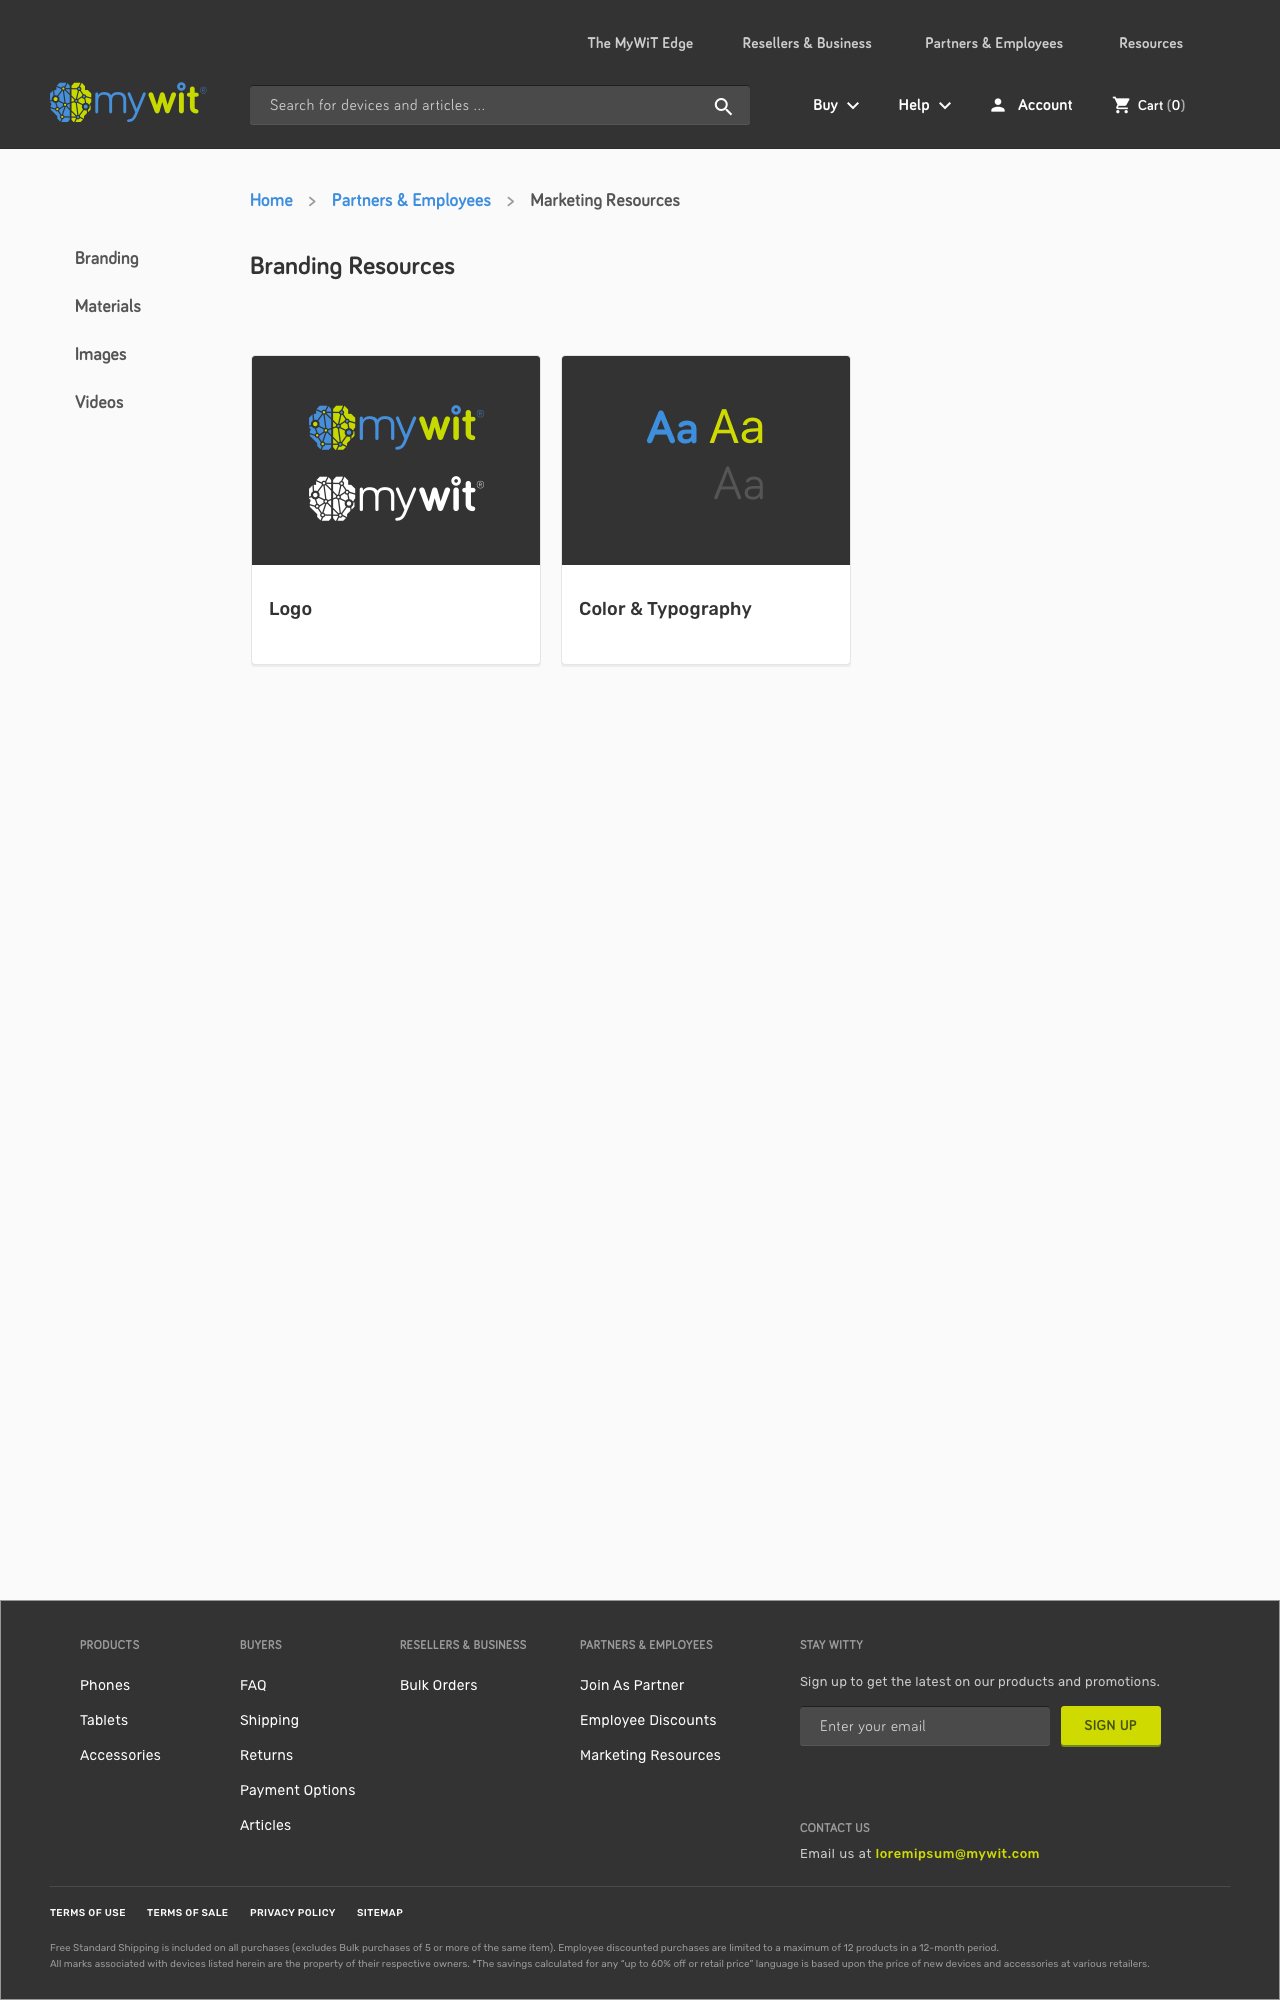 The MyWiT Edge Resellers & Business Partners & Employees Resources
mywit® Search for devices and articles ... Buy Help Account Cart (0)
Home > Partners & Employees > Marketing Resources
Branding
Materials
Images
Videos
Branding Resources
mywit®
mywit®
Logo
Aa Aa
Aa
Color & Typography
PRODUCTS
Phones
Tablets
Accessories
BUYERS
FAQ
Shipping
Returns
Payment Options
Articles
RESELLERS & BUSINESS
Bulk Orders
PARTNERS & EMPLOYEES
Join As Partner
Employee Discounts
Marketing Resources
STAY WITTY
Sign up to get the latest on our products and promotions.
Enter your email SIGN UP
CONTACT US
Email us at loremipsum@mywit.com
TERMS OF USE TERMS OF SALE PRIVACY POLICY SITEMAP
Free Standard Shipping is included on all purchases (excludes Bulk purchases of 5 or more of the same item). Employee discounted purchases are limited to a maximum of 12 products in a 12-month period.
All marks associated with devices listed herein are the property of their respective owners. *The savings calculated for any “up to 60% off or retail price” language is based upon the price of new devices and accessories at various retailers.